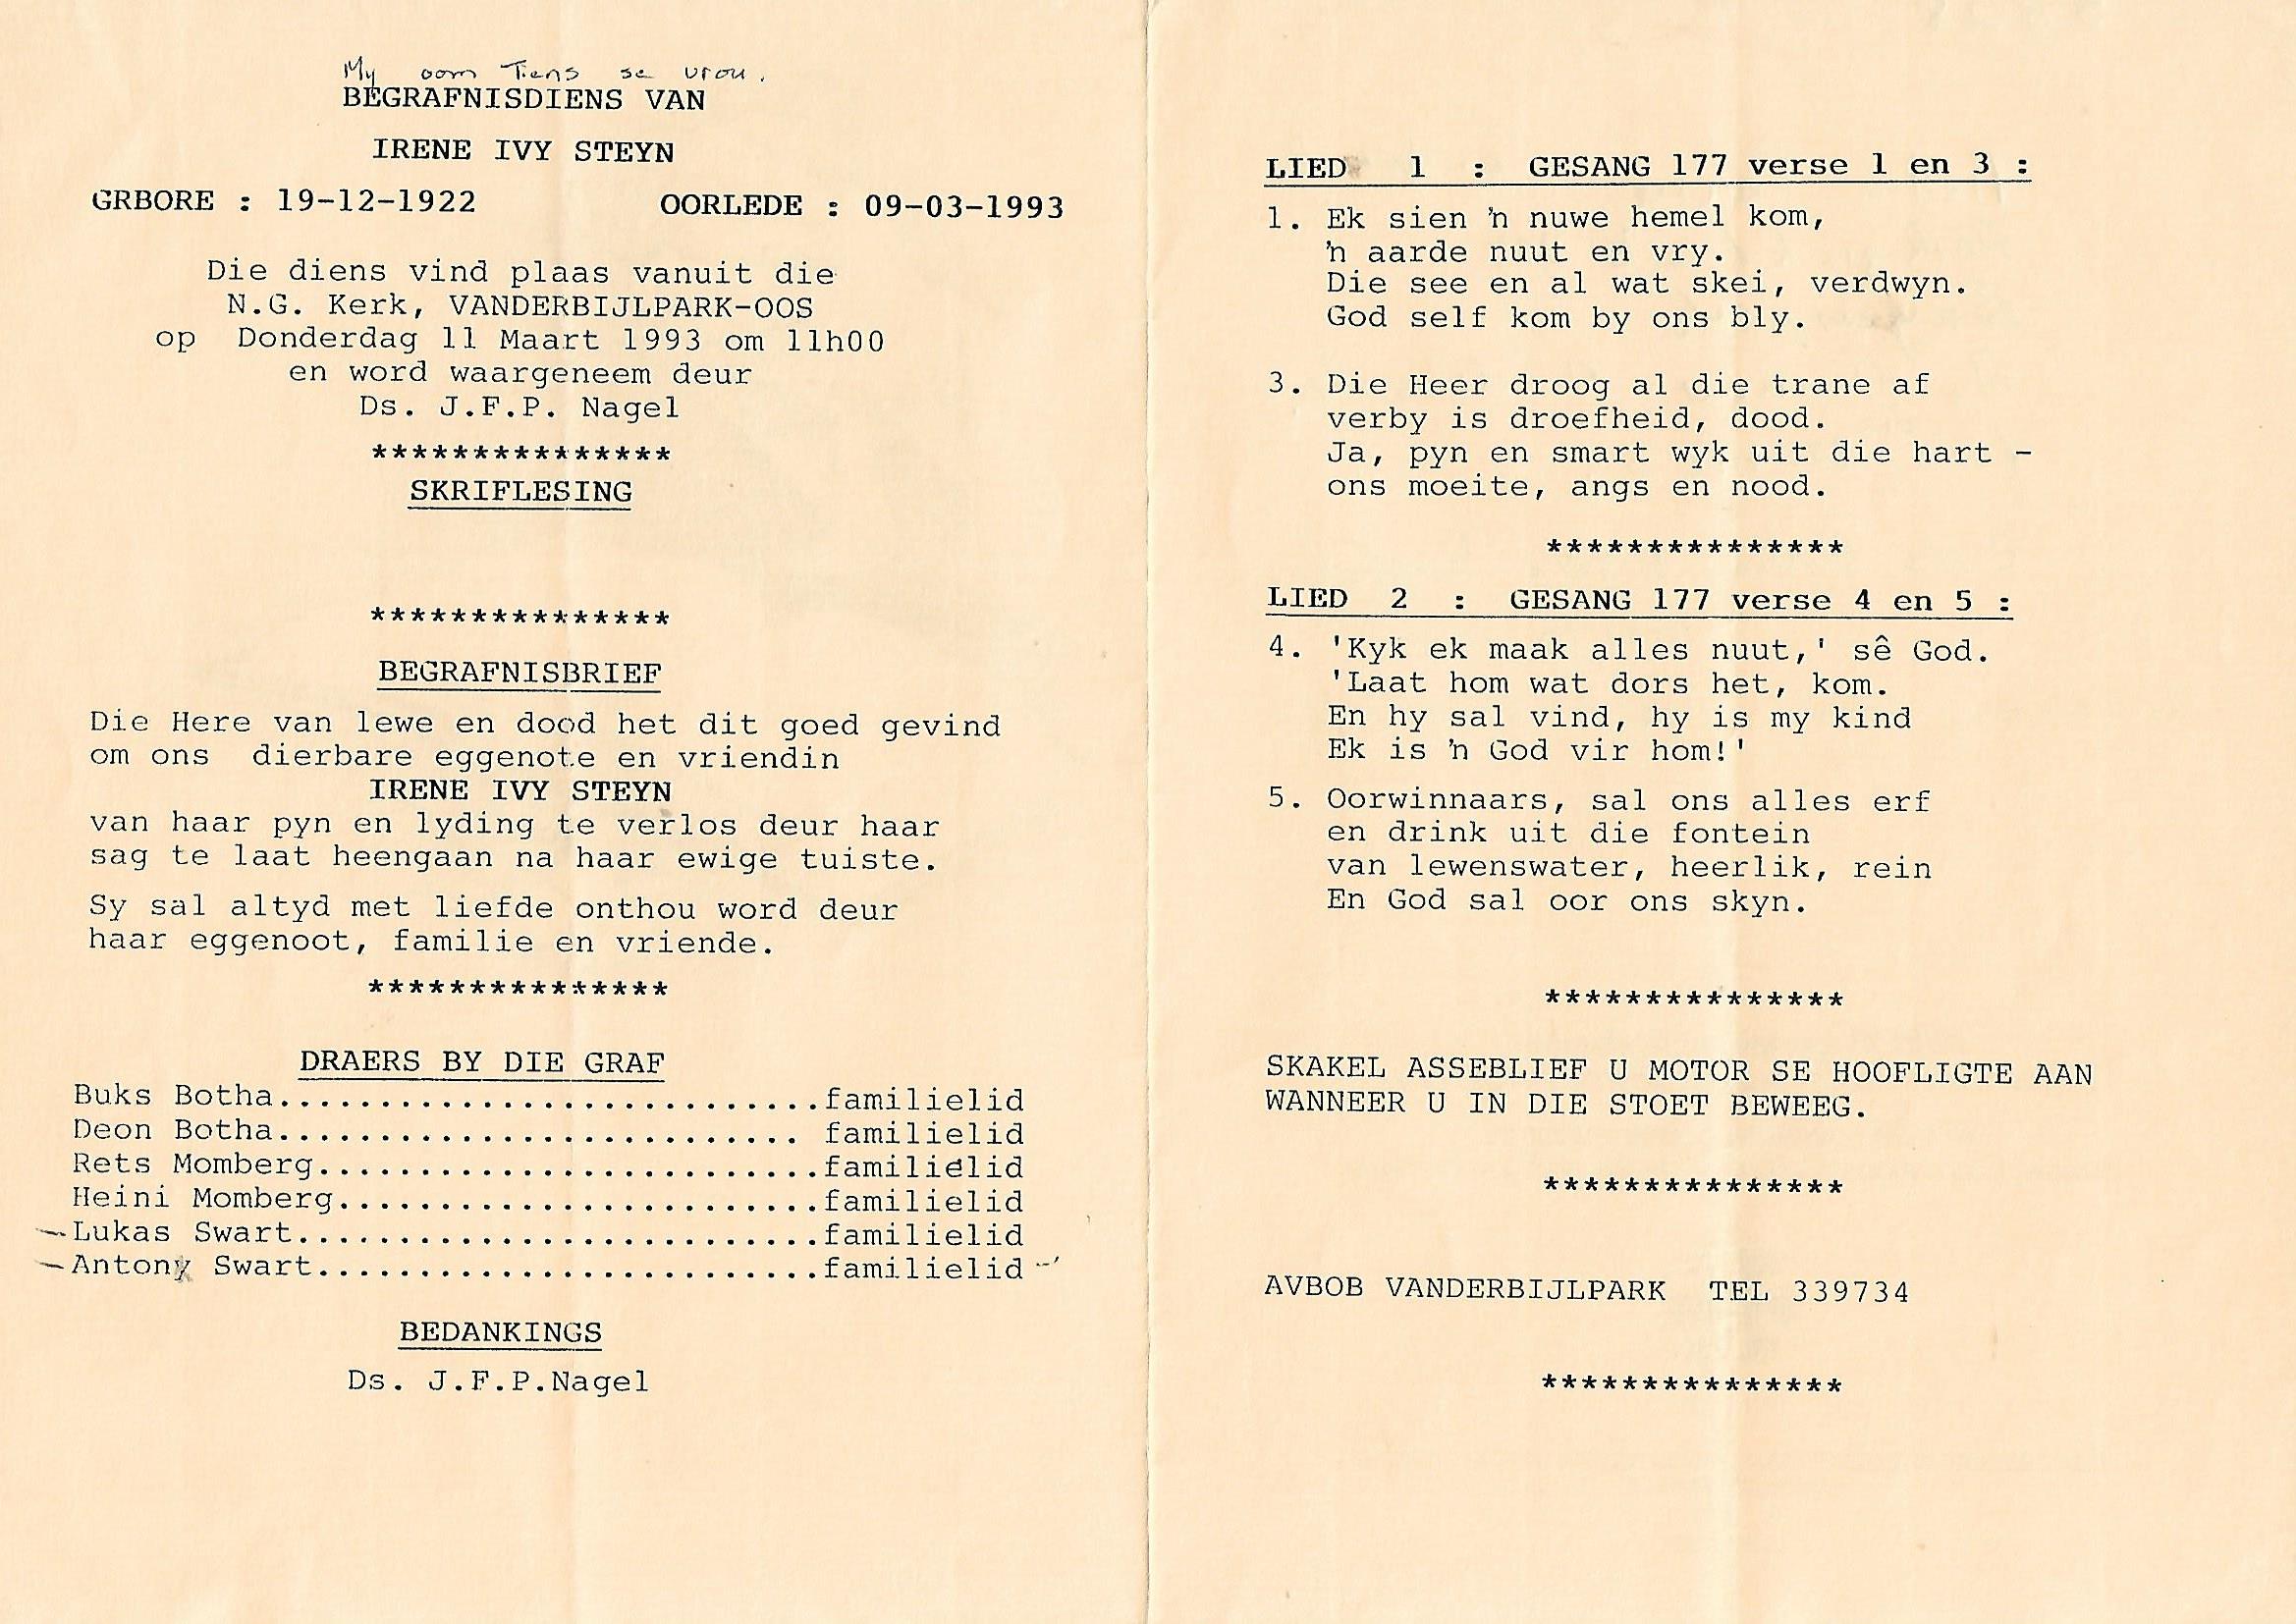 My oom Tiens se vrou.
BEGRAFNISDIENS VAN
IRENE IVY STEYN
GRBORE : 19-12-1922 OORLEDE : 09-03-1993
Die diens vind plaas vanuit die
N.G. Kerk, VANDERBIJLPARK-OOS
op Donderdag 11 Maart 1993 om 11h00
en word waargeneem deur
Ds. J.F.P. Nagel
***************
SKRIFLESING
***************
BEGRAFNISBRIEF
Die Here van lewe en dood het dit goed gevind
om ons dierbare eggenote en vriendin
IRENE IVY STEYN
van haar pyn en lyding te verlos deur haar
sag te laat heengaan na haar ewige tuiste.
Sy sal altyd met liefde onthou word deur
haar eggenoot, familie en vriende.
***************
DRAERS BY DIE GRAF
Buks Botha...........................familielid
Deon Botha.......................... familielid
Rets Momberg.........................familielid
Heini Momberg........................familielid
Lukas Swart..........................familielid
Antony Swart.........................familielid
BEDANKINGS
Ds. J.F.P.Nagel
LIED 1 : GESANG 177 verse 1 en 3 :
1. Ek sien 'n nuwe hemel kom,
'n aarde nuut en vry.
Die see en al wat skei, verdwyn.
God self kom by ons bly.
3. Die Heer droog al die trane af
verby is droefheid, dood.
Ja, pyn en smart wyk uit die hart -
ons moeite, angs en nood.
***************
LIED 2 : GESANG 177 verse 4 en 5 :
4. 'Kyk ek maak alles nuut,' sê God.
'Laat hom wat dors het, kom.
En hy sal vind, hy is my kind
Ek is 'n God vir hom!'
5. Oorwinnaars, sal ons alles erf
en drink uit die fontein
van lewenswater, heerlik, rein
En God sal oor ons skyn.
***************
SKAKEL ASSEBLIEF U MOTOR SE HOOFLIGTE AAN
WANNEER U IN DIE STOET BEWEEG.
***************
AVBOB VANDERBIJLPARK TEL 339734
***************